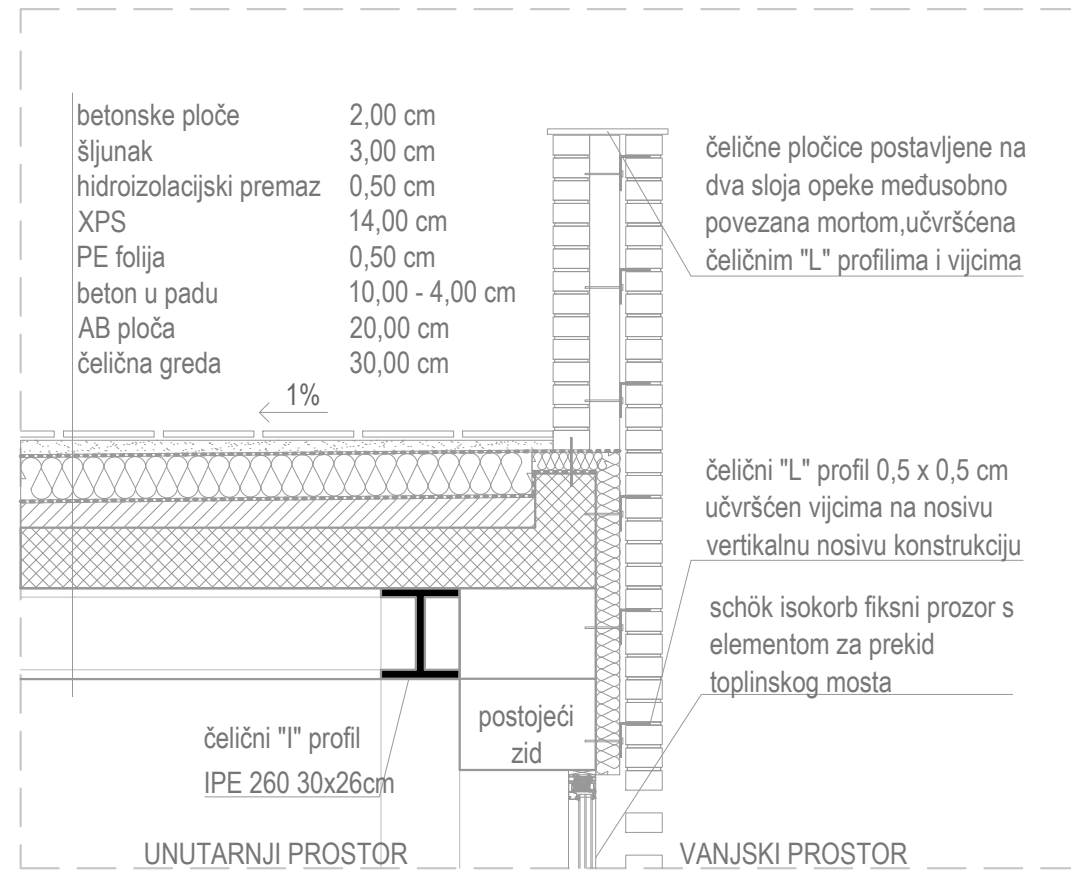 betonske ploče 2,00 cm
šljunak 3,00 cm
hidroizolacijski premaz 0,50 cm
XPS 14,00 cm
PE folija 0,50 cm
beton u padu 10,00 - 4,00 cm
AB ploča 20,00 cm
čelična greda 30,00 cm
1%
čelične pločice postavljene na
dva sloja opeke međusobno
povezana mortom,učvršćena
čeličnim "L" profilima i vijcima
čelični "L" profil 0,5 x 0,5 cm
učvršćen vijcima na nosivu
vertikalnu nosivu konstrukciju
schök isokorb fiksni prozor s
elementom za prekid
toplinskog mosta
postojeći
zid
čelični "I" profil
IPE 260 30x26cm
UNUTARNJI PROSTOR
VANJSKI PROSTOR